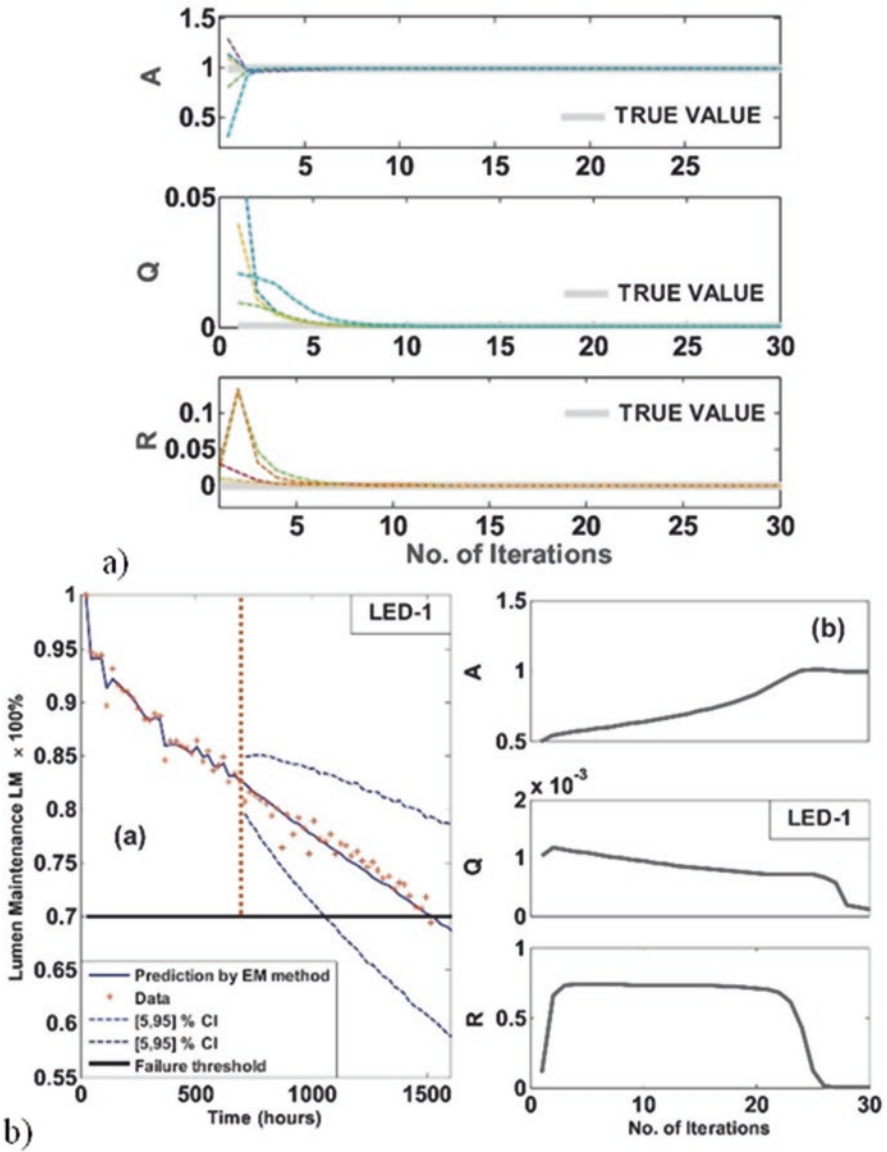 1.5
A
1
0.5
TRUE VALUE
5 10 15 20 25
0.05
Q
0
TRUE VALUE
0 5 10 15 20 25 30
0.1
R
0.05
0
TRUE VALUE
5 10 15 20 25 30
No. of Iterations
a)
1
LED-1
0.95
0.9
0.85
0.8
0.75
0.7
0.65
0.6
0.55
Lumen Maintenance LM × 100%
(a)
Prediction by EM method
Data
[5,95] % CI
[5,95] % CI
Failure threshold
0 500 1000 1500
Time (hours)
b)
1.5
(b)
A
1
0.5
x 10-3
2
LED-1
Q
1
0
1
R
0.5
0
0 10 20 30
No. of Iterations